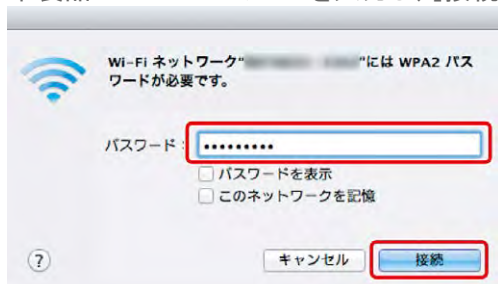 Wi-Fi ネットワーク“ ”には WPA2 パス
ワードが必要です。
パスワード：
•••••••••
パスワードを表示
このネットワークを記憶
?
キャンセル
接続